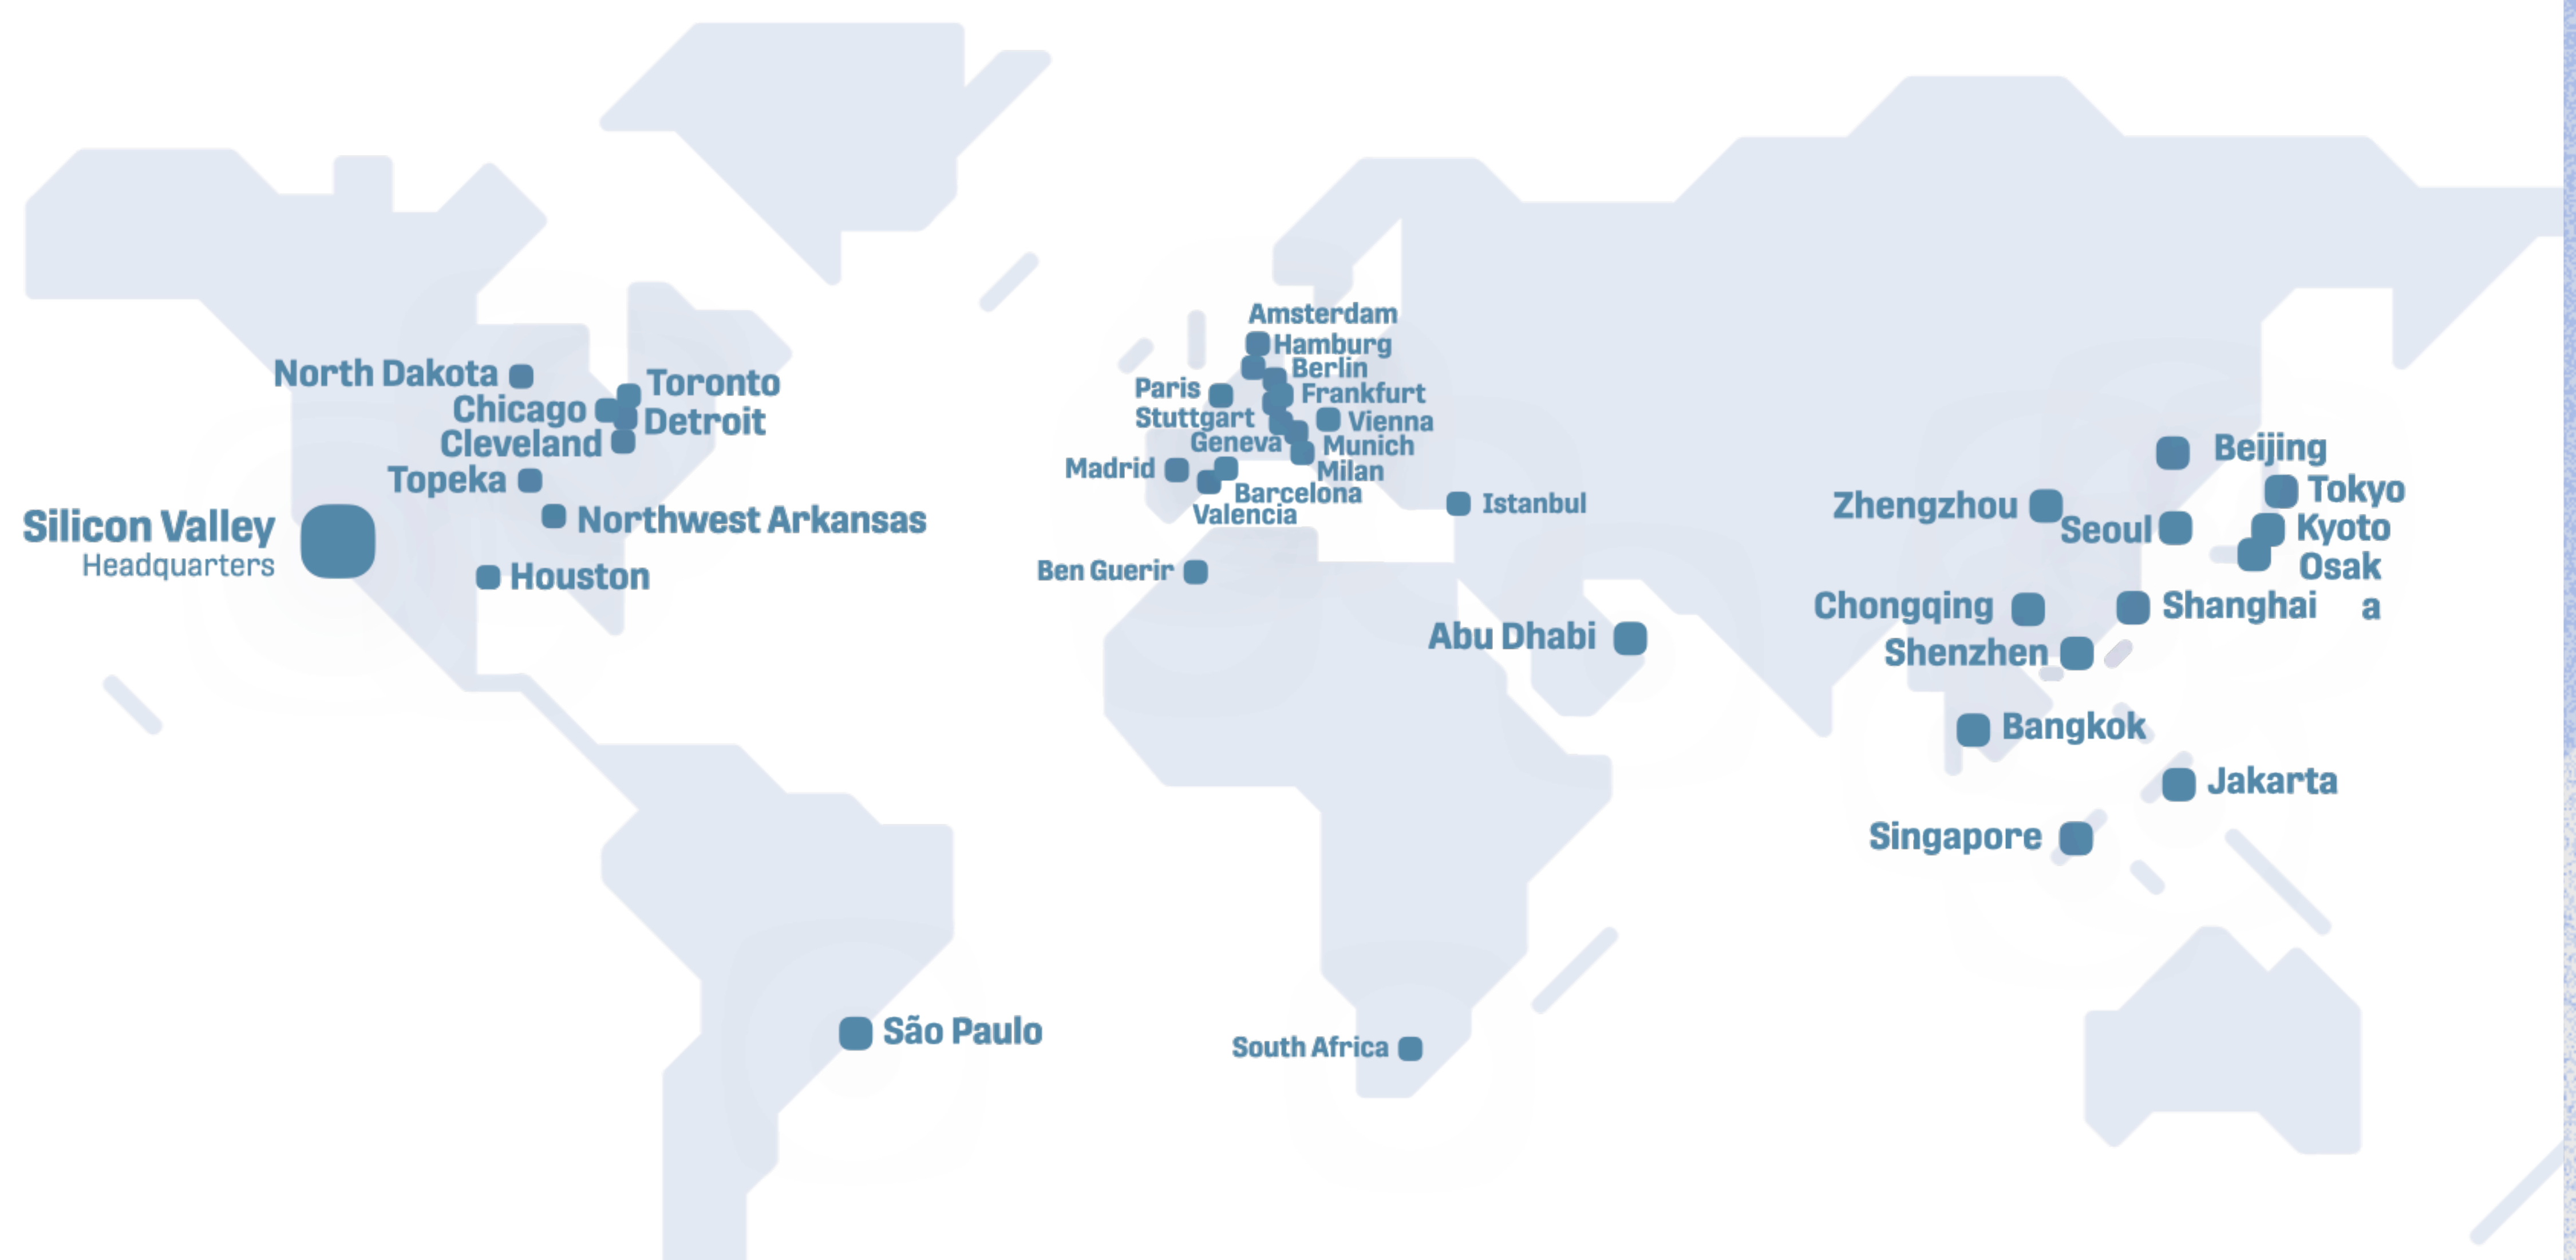 North Dakota
Toronto
Chicago
Detroit
Cleveland
Topeka
Silicon Valley
Headquarters
Northwest Arkansas
Houston
São Paulo
Amsterdam
Hamburg
Berlin
Paris
Frankfurt
Stuttgart
Vienna
Geneva
Munich
Madrid
Milan
Barcelona
Valencia
Istanbul
Ben Guerir
Abu Dhabi
South Africa
Beijing
Tokyo
Zhengzhou
Seoul
Kyoto
Osak
a
Chongqing
Shanghai
Shenzhen
Bangkok
Jakarta
Singapore